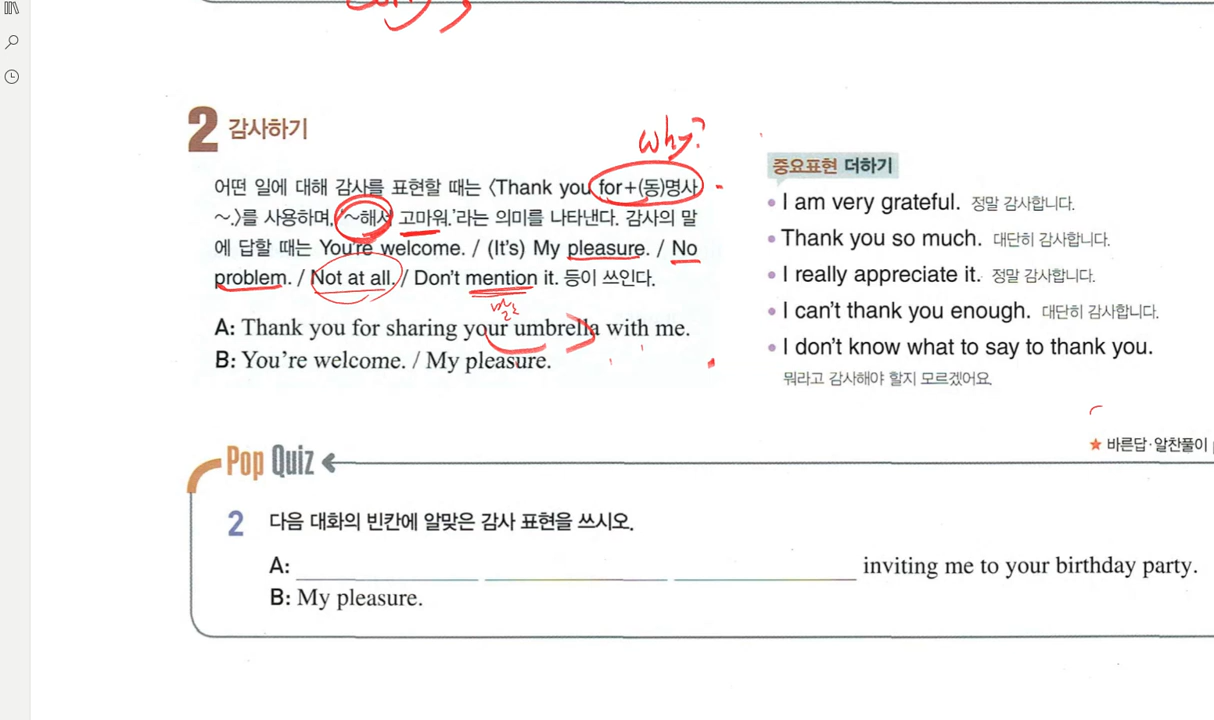 2 감사하기
why?
어떤 일에 대해 감사를 표현할 때는 〈Thank you for+(동)명사
~.〉를 사용하며, ‘~해서 고마워.’라는 의미를 나타낸다. 감사의 말
에 답할 때는 You're welcome. / (It's) My pleasure. / No
problem. / Not at all. / Don't mention it. 등이 쓰인다.
A: Thank you for sharing your umbrella with me.
B: You're welcome. / My pleasure.
중요표현 더하기
• I am very grateful. 정말 감사합니다.
• Thank you so much. 대단히 감사합니다.
• I really appreciate it. 정말 감사합니다.
• I can't thank you enough. 대단히 감사합니다.
• I don't know what to say to thank you.
뭐라고 감사해야 할지 모르겠어요.
★ 바른답·알찬풀이
Pop Quiz
2 다음 대화의 빈칸에 알맞은 감사 표현을 쓰시오.
A: ____ ____ ____ inviting me to your birthday party.
B: My pleasure.